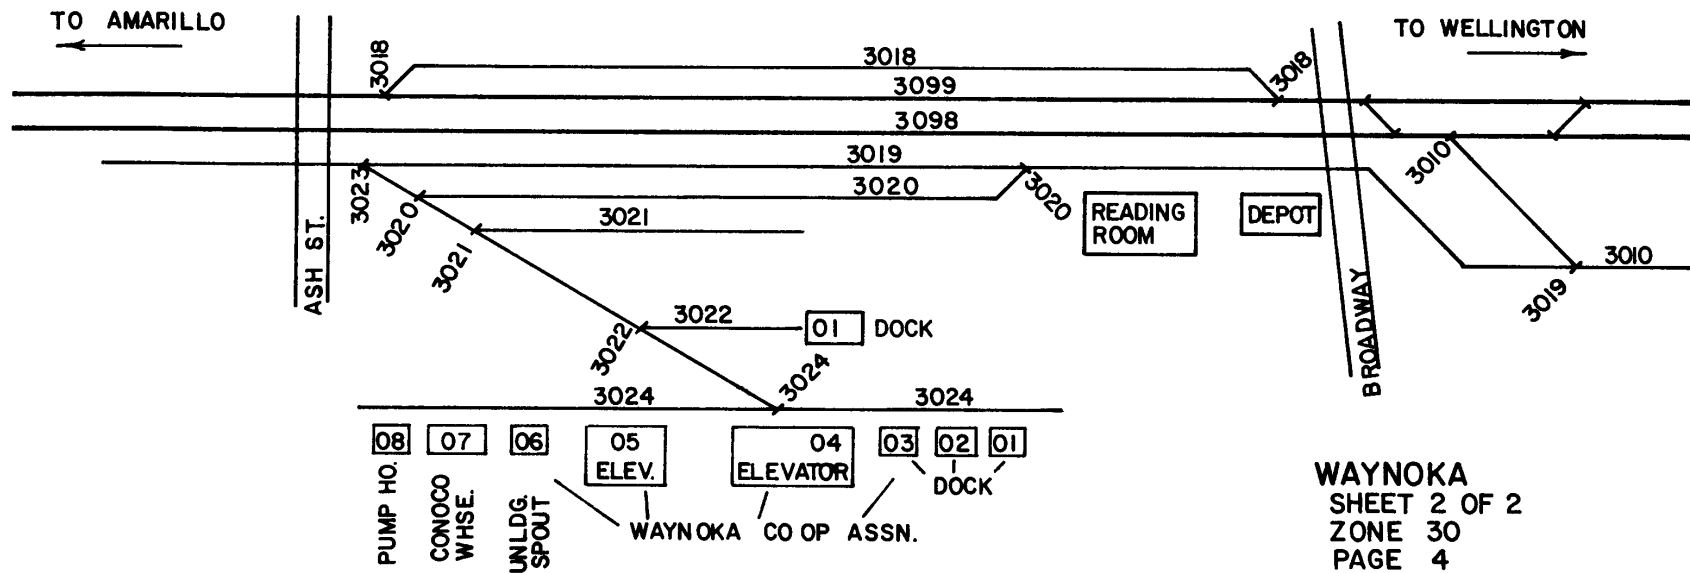 TO AMARILLO
TO WELLINGTON
3018
3018
3018
3099
3098
3019
3023
3020
3020
3020
3010
READING
ROOM
DEPOT
3021
3021
3010
3019
ASH ST.
BROADWAY
3022
3022
01 DOCK
3024
3024
3024
08
07
06
05
ELEV.
04
ELEVATOR
03
02
01
DOCK
PUMP HO.
CONOCO
WHSE.
UNLDG.
SPOUT
WAYNOKA CO OP ASSN.
WAYNOKA
SHEET 2 OF 2
ZONE 30
PAGE 4